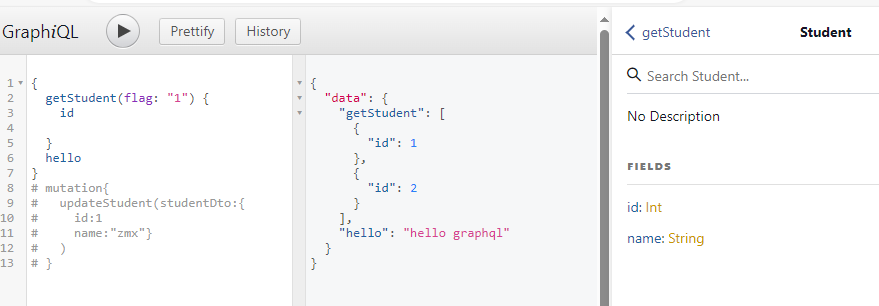 GraphiQL Prettify History
1 {
2 getStudent(flag: "1") {
3 id
4
5 }
6 hello
7 }
8 # mutation{
9 # updateStudent(studentDto:{
10 # id:1
11 # name:"zmx"}
12 # )
13 # }
{
"data": {
"getStudent": [
{
"id": 1
},
{
"id": 2
}
],
"hello": "hello graphql"
}
}
getStudent Student
Search Student...
No Description
FIELDS
id: Int
name: String